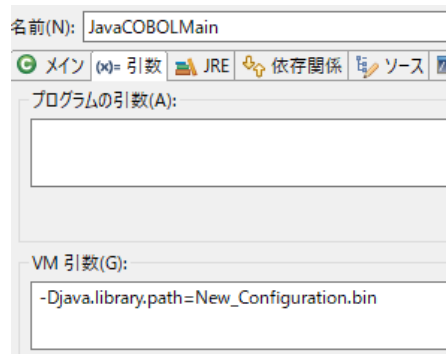 名前(N): JavaCOBOLMain
メイン (x)= 引数 JRE 依存関係 ソース
プログラムの引数(A):
VM 引数(G):
-Djava.library.path=New_Configuration.bin